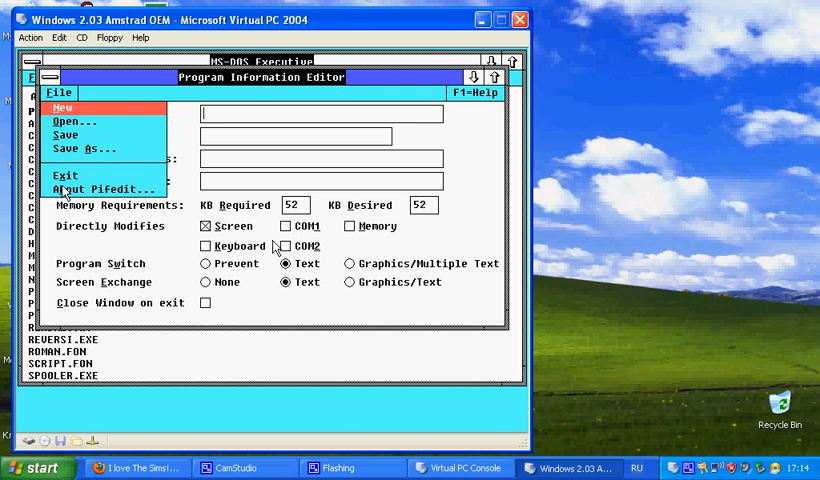 Windows 2.03 Amstrad OEM - Microsoft Virtual PC 2004
Action Edit CD Floppy Help
MS-DOS Executive
Program Information Editor
File F1=Help
New
Open...
Save
Save As...
Exit
About Pifedit...
Memory Requirements: KB Required 52 KB Desired 52
Directly Modifies Screen COM1 Memory
Keyboard COM2
Program Switch Prevent Text Graphics/Multiple Text
Screen Exchange None Text Graphics/Text
Close Window on exit
REVERSI.EXE
ROMAN.FON
SCRIPT.FON
SPOOLER.EXE
Recycle Bin
start I love The Sims!... CamStudio Flashing Virtual PC Console Windows 2.03 A... RU 17:14